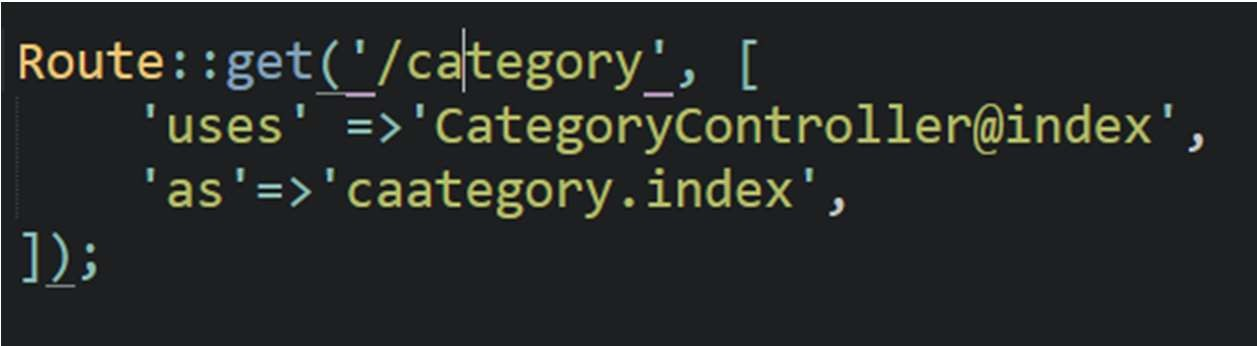 Route::get('/category', [
    'uses' =>'CategoryController@index',
    'as'=>'caategory.index',
]);